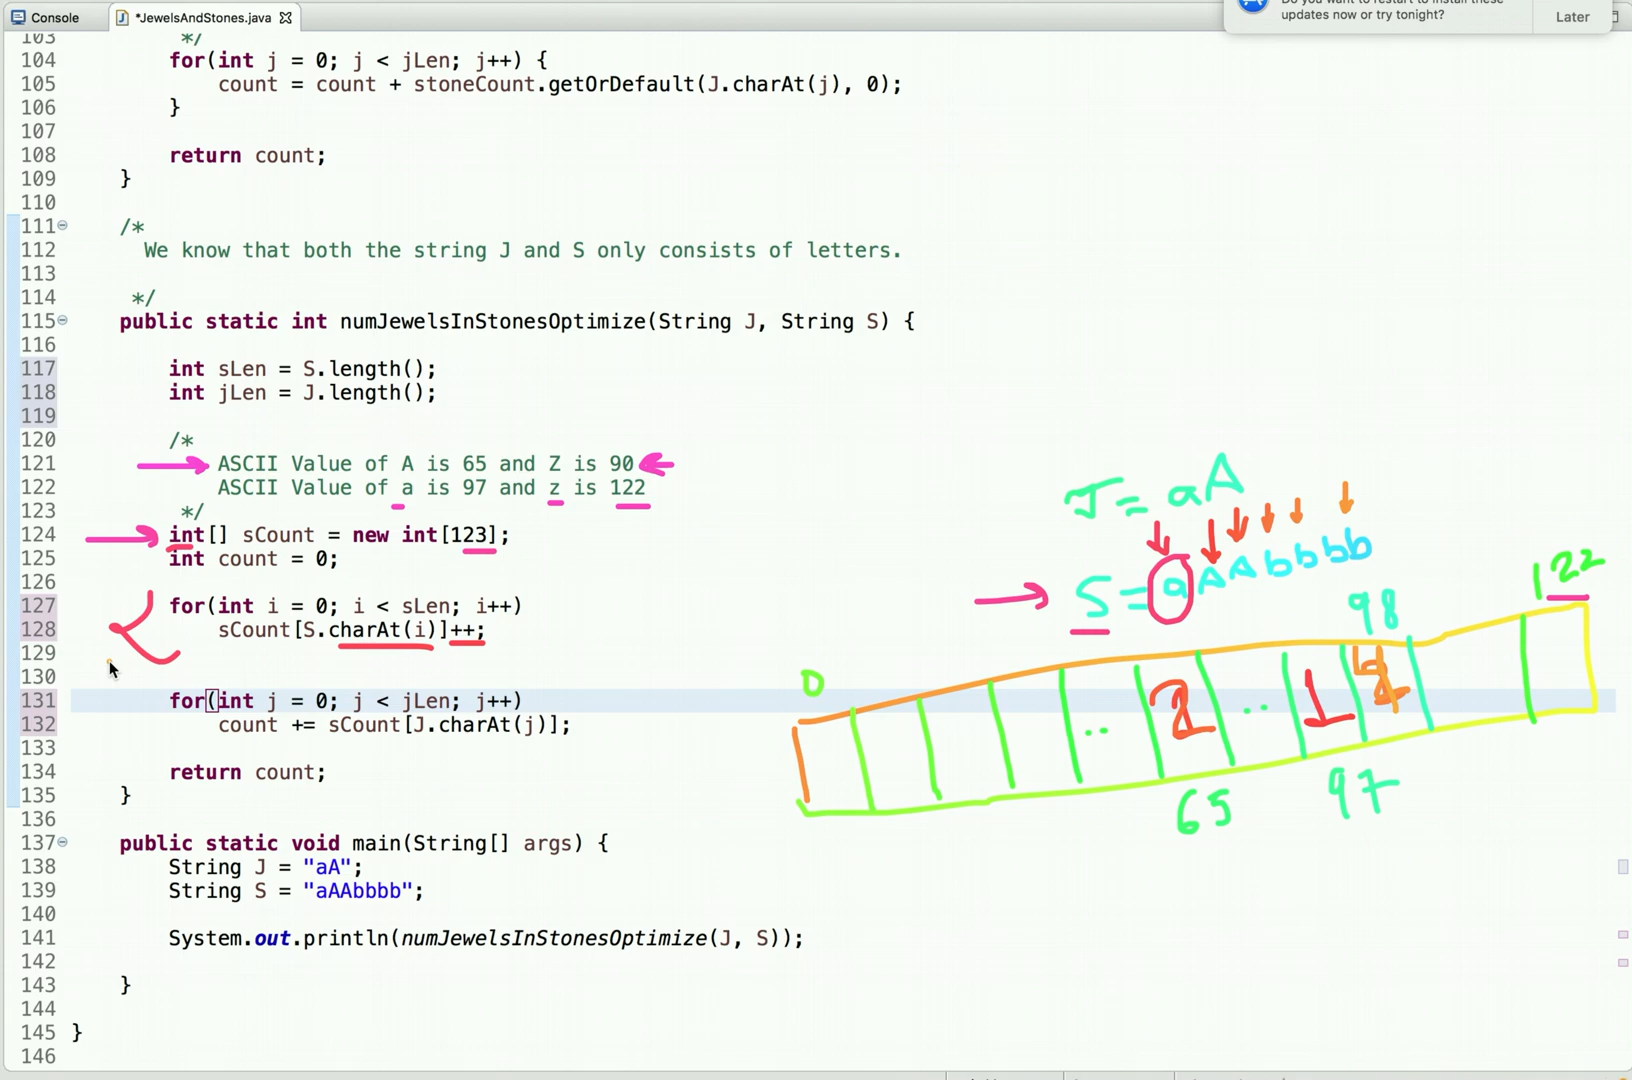 Console
*JewelsAndStones.java
updates now or try tonight?
Later
103 */
104 for(int j = 0; j < jLen; j++) {
105 count = count + stoneCount.getOrDefault(J.charAt(j), 0);
106 }
107
108 return count;
109 }
110
111 /*
112 We know that both the string J and S only consists of letters.
113
114 */
115 public static int numJewelsInStonesOptimize(String J, String S) {
116
117 int sLen = S.length();
118 int jLen = J.length();
119
120 /*
121 ASCII Value of A is 65 and Z is 90
122 ASCII Value of a is 97 and z is 122
123 */
124 int[] sCount = new int[123];
125 int count = 0;
126
127 for(int i = 0; i < sLen; i++)
128 sCount[S.charAt(i)]++;
129
130
131 for(int j = 0; j < jLen; j++)
132 count += sCount[J.charAt(j)];
133
134 return count;
135 }
136
137 public static void main(String[] args) {
138 String J = "aA";
139 String S = "aAAbbbb";
140
141 System.out.println(numJewelsInStonesOptimize(J, S));
142
143 }
144
145 }
146
J = aA
S = aAAbbbb
122
98
0
.. 2 .. 1
65
97